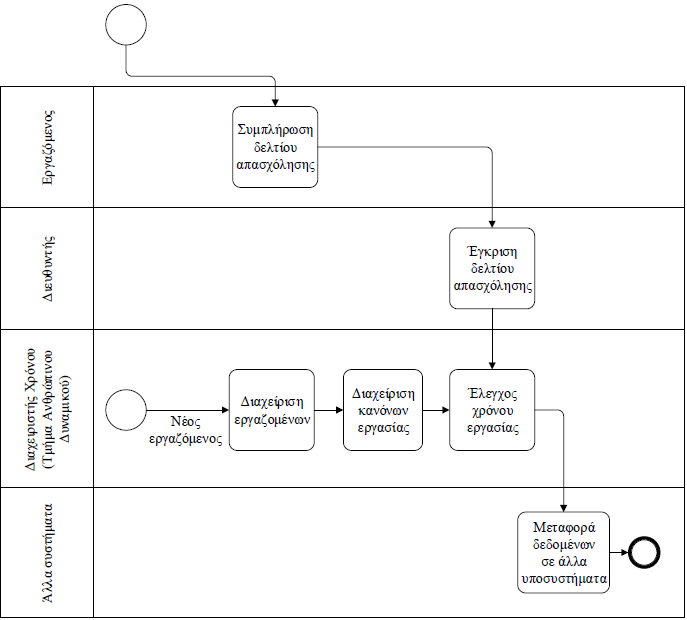 Εργαζόμενος
Συμπλήρωση
δελτίου
απασχόλησης
Διευθυντής
Έγκριση
δελτίου
απασχόλησης
Διαχειριστής Χρόνου
(Τμήμα Ανθρώπινου
Δυναμικού)
Νέος
εργαζόμενος
Διαχείριση
εργαζομένων
Διαχείριση
κανόνων
εργασίας
Έλεγχος
χρόνου
εργασίας
Άλλα συστήματα
Μεταφορά
δεδομένων
σε άλλα
υποσυστήματα